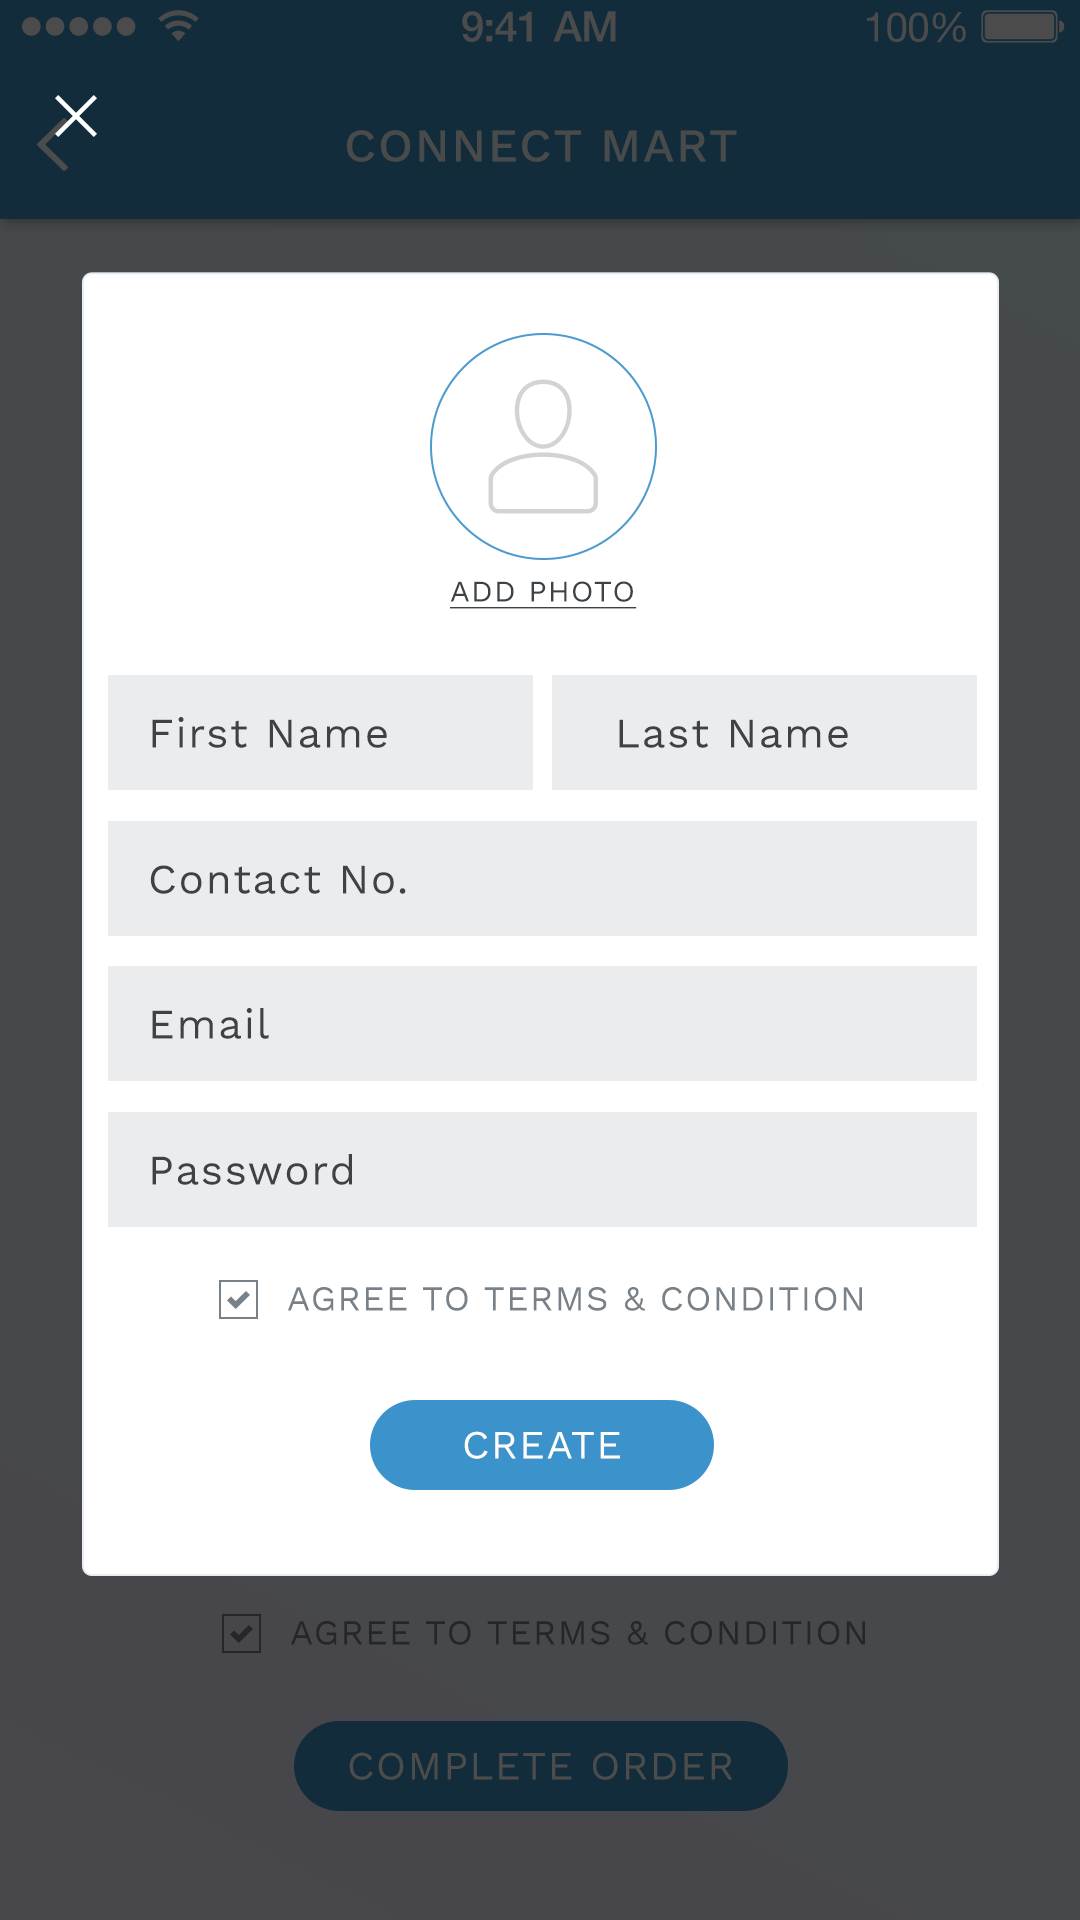 9:41 AM 100%
CONNECT MART
ADD PHOTO
First Name Last Name
Contact No.
Email
Password
AGREE TO TERMS & CONDITION
CREATE
AGREE TO TERMS & CONDITION
COMPLETE ORDER